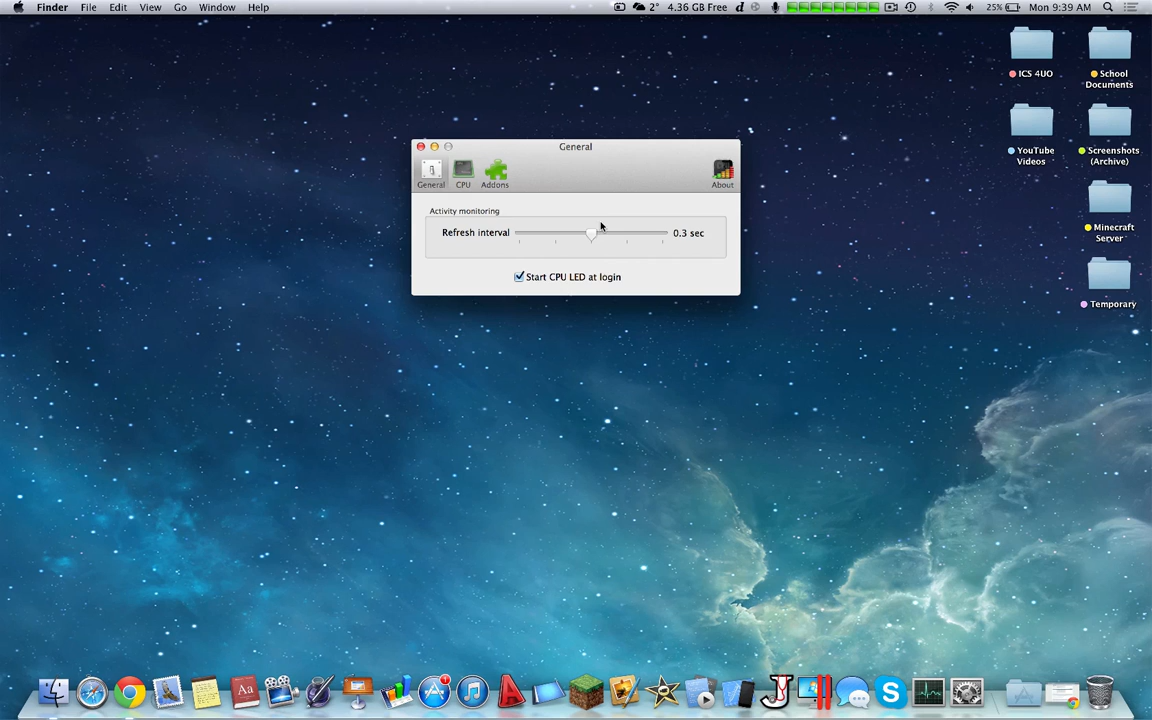 Finder File Edit View Go Window Help 2° 4.36 GB Free d 25% Mon 9:39 AM
ICS 4UO
School Documents
YouTube Videos
Screenshots (Archive)
Minecraft Server
Temporary
General
General CPU Addons About
Activity monitoring
Refresh interval 0.3 sec
Start CPU LED at login
Aa
1
J
S